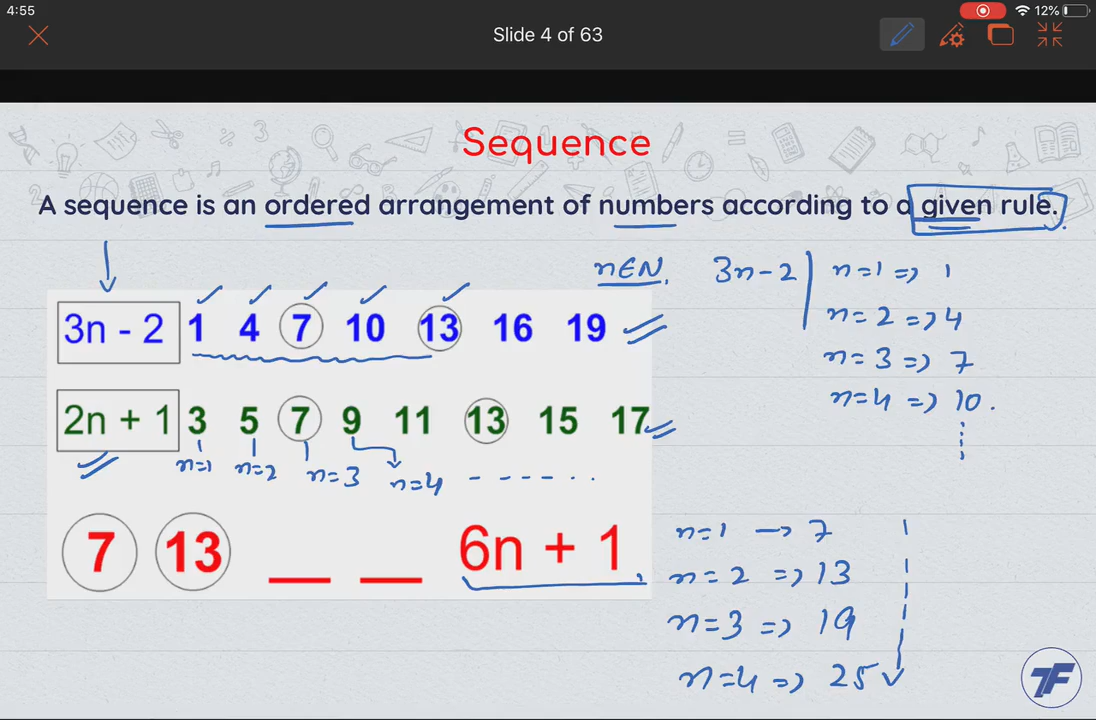 4:55
12%
Slide 4 of 63
Sequence
A sequence is an ordered arrangement of numbers according to a given rule.
n∈N.
3n-2
n=1 => 1
n=2 => 4
n=3 => 7
n=4 => 10.
3n - 2 1 4 7 10 13 16 19
2n + 1 3 5 7 9 11 13 15 17
n=1 n=2 n=3 n=4 - - - - - . .
7 13 __ __ 6n + 1
n=1 → 7
n=2 => 13
n=3 => 19
n=4 => 25
TF